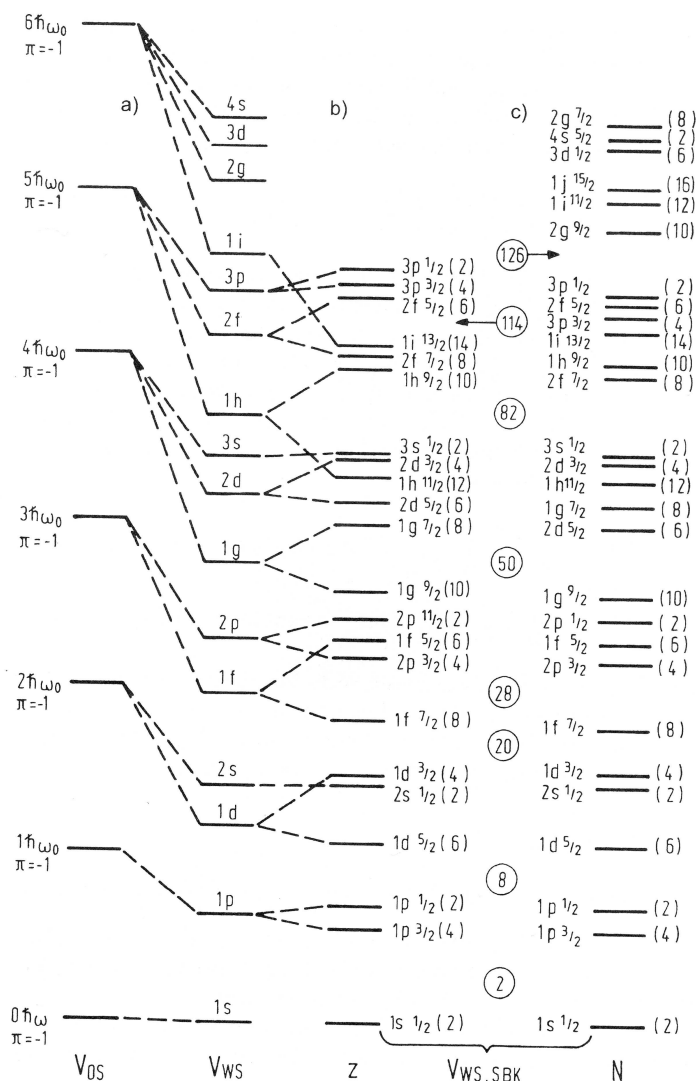 6ħω₀
π=-1
5ħω₀
π=-1
4ħω₀
π=-1
3ħω₀
π=-1
2ħω₀
π=-1
1ħω₀
π=-1
0ħω
π=-1
V_OS
a)
4s
3d
2g
1i
3p
2f
1h
3s
2d
1g
2p
1f
2s
1d
1p
1s
V_WS
b)
3p 1/2 (2)
3p 3/2 (4)
2f 5/2 (6)
1i 13/2 (14)
2f 7/2 (8)
1h 9/2 (10)
3s 1/2 (2)
2d 3/2 (4)
1h 11/2 (12)
2d 5/2 (6)
1g 7/2 (8)
1g 9/2 (10)
2p 11/2 (2)
1f 5/2 (6)
2p 3/2 (4)
1f 7/2 (8)
1d 3/2 (4)
2s 1/2 (2)
1d 5/2 (6)
1p 1/2 (2)
1p 3/2 (4)
1s 1/2 (2)
Z
126
114
82
50
28
20
8
2
V_WS,SBK
c)
2g 7/2 (8)
4s 5/2 (2)
3d 1/2 (6)
1j 15/2 (16)
1i 11/2 (12)
2g 9/2 (10)
3p 1/2 (2)
2f 5/2 (6)
3p 3/2 (4)
1i 13/2 (14)
1h 9/2 (10)
2f 7/2 (8)
3s 1/2 (2)
2d 3/2 (4)
1h 11/2 (12)
1g 7/2 (8)
2d 5/2 (6)
1g 9/2 (10)
2p 1/2 (2)
1f 5/2 (6)
2p 3/2 (4)
1f 7/2 (8)
1d 3/2 (4)
2s 1/2 (2)
1d 5/2 (6)
1p 1/2 (2)
1p 3/2 (4)
1s 1/2 (2)
N